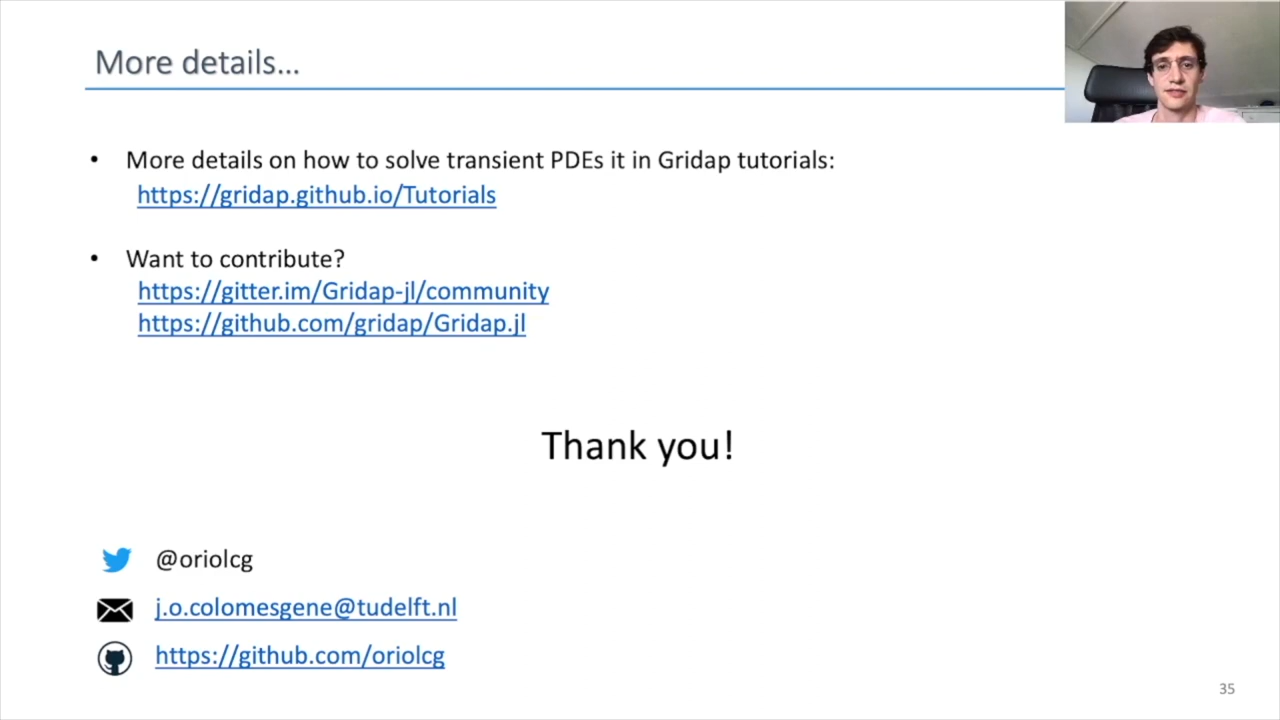 More details...
• More details on how to solve transient PDEs it in Gridap tutorials:
https://gridap.github.io/Tutorials
• Want to contribute?
https://gitter.im/Gridap-jl/community
https://github.com/gridap/Gridap.jl
Thank you!
@oriolcg
j.o.colomesgene@tudelft.nl
https://github.com/oriolcg
35